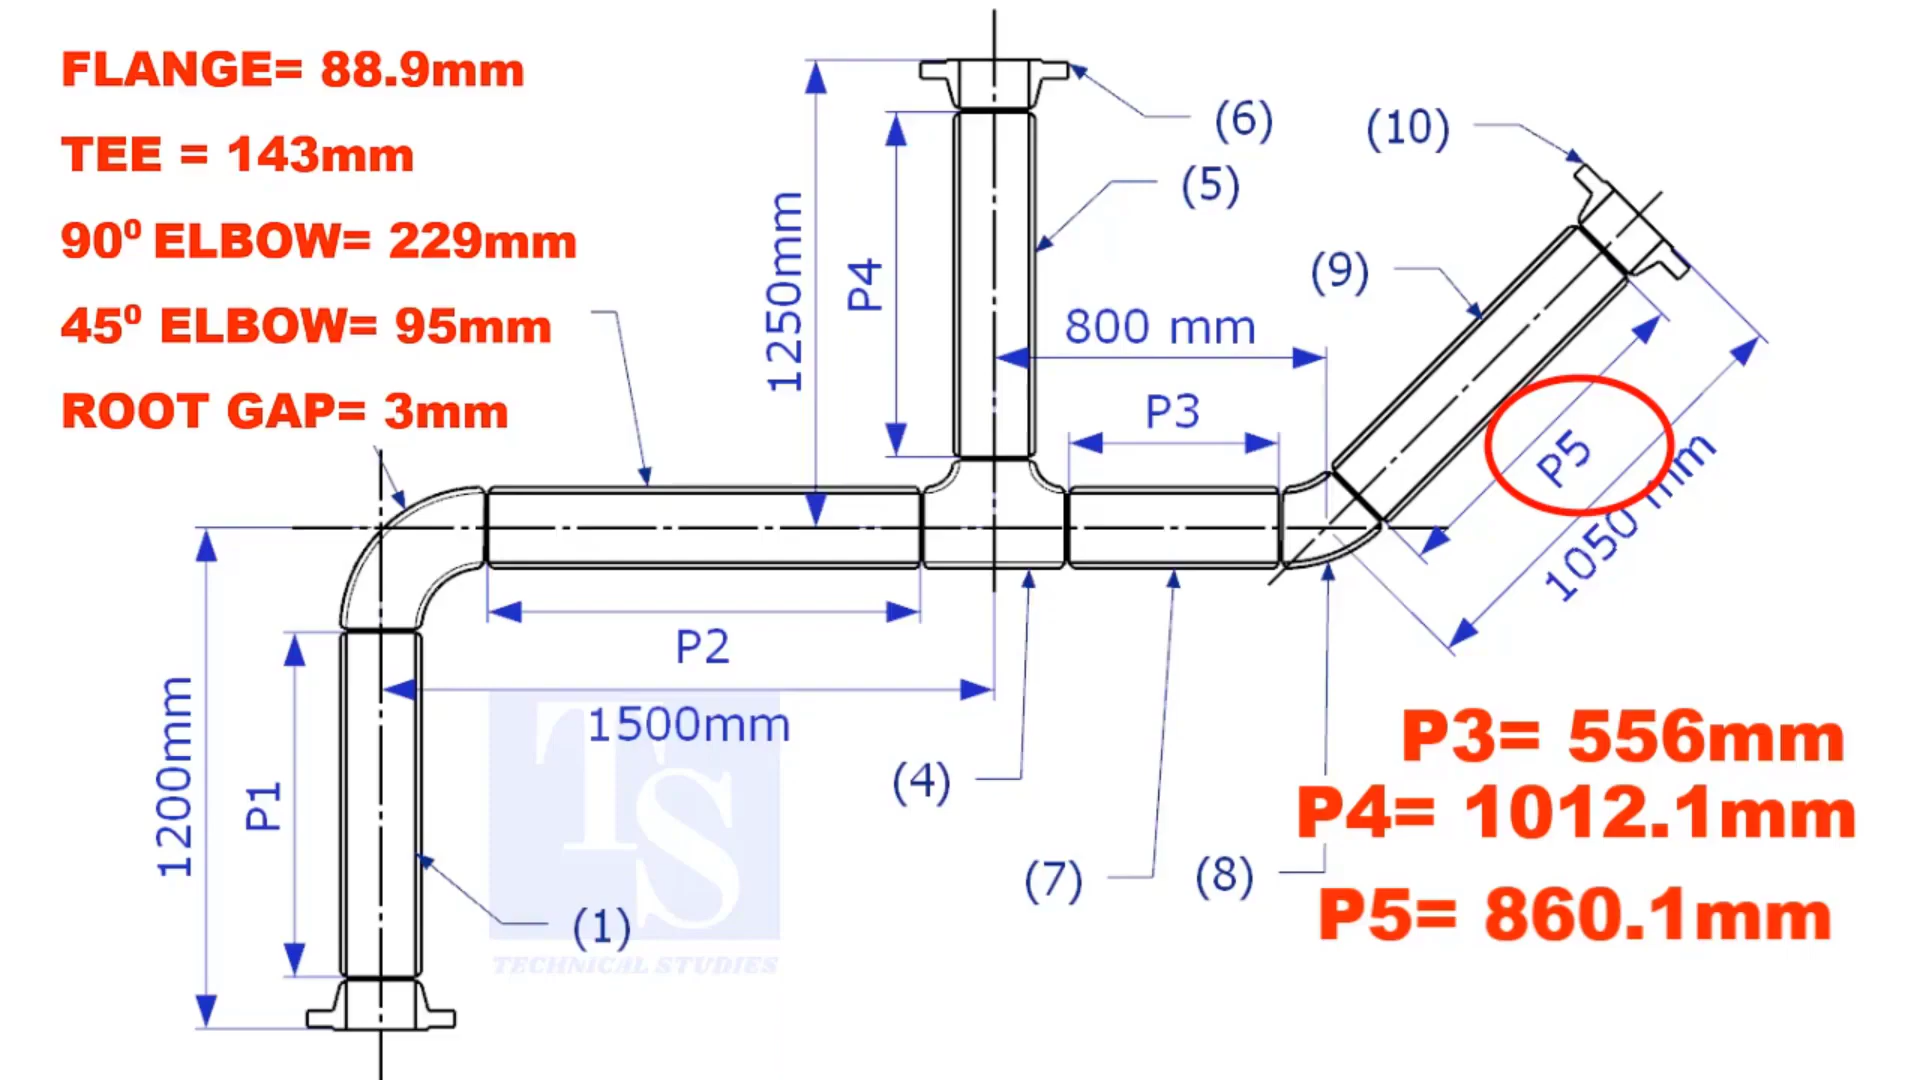 FLANGE= 88.9mm
TEE = 143mm
90⁰ ELBOW= 229mm
45⁰ ELBOW= 95mm
ROOT GAP= 3mm
(6)
(10)
(5)
(9)
1250mm
P4
800 mm
P3
P5
1050 mm
P2
1500mm
1200mm
P1
(4)
(7)
(8)
(1)
TS
TECHNICAL STUDIES
P3= 556mm
P4= 1012.1mm
P5= 860.1mm